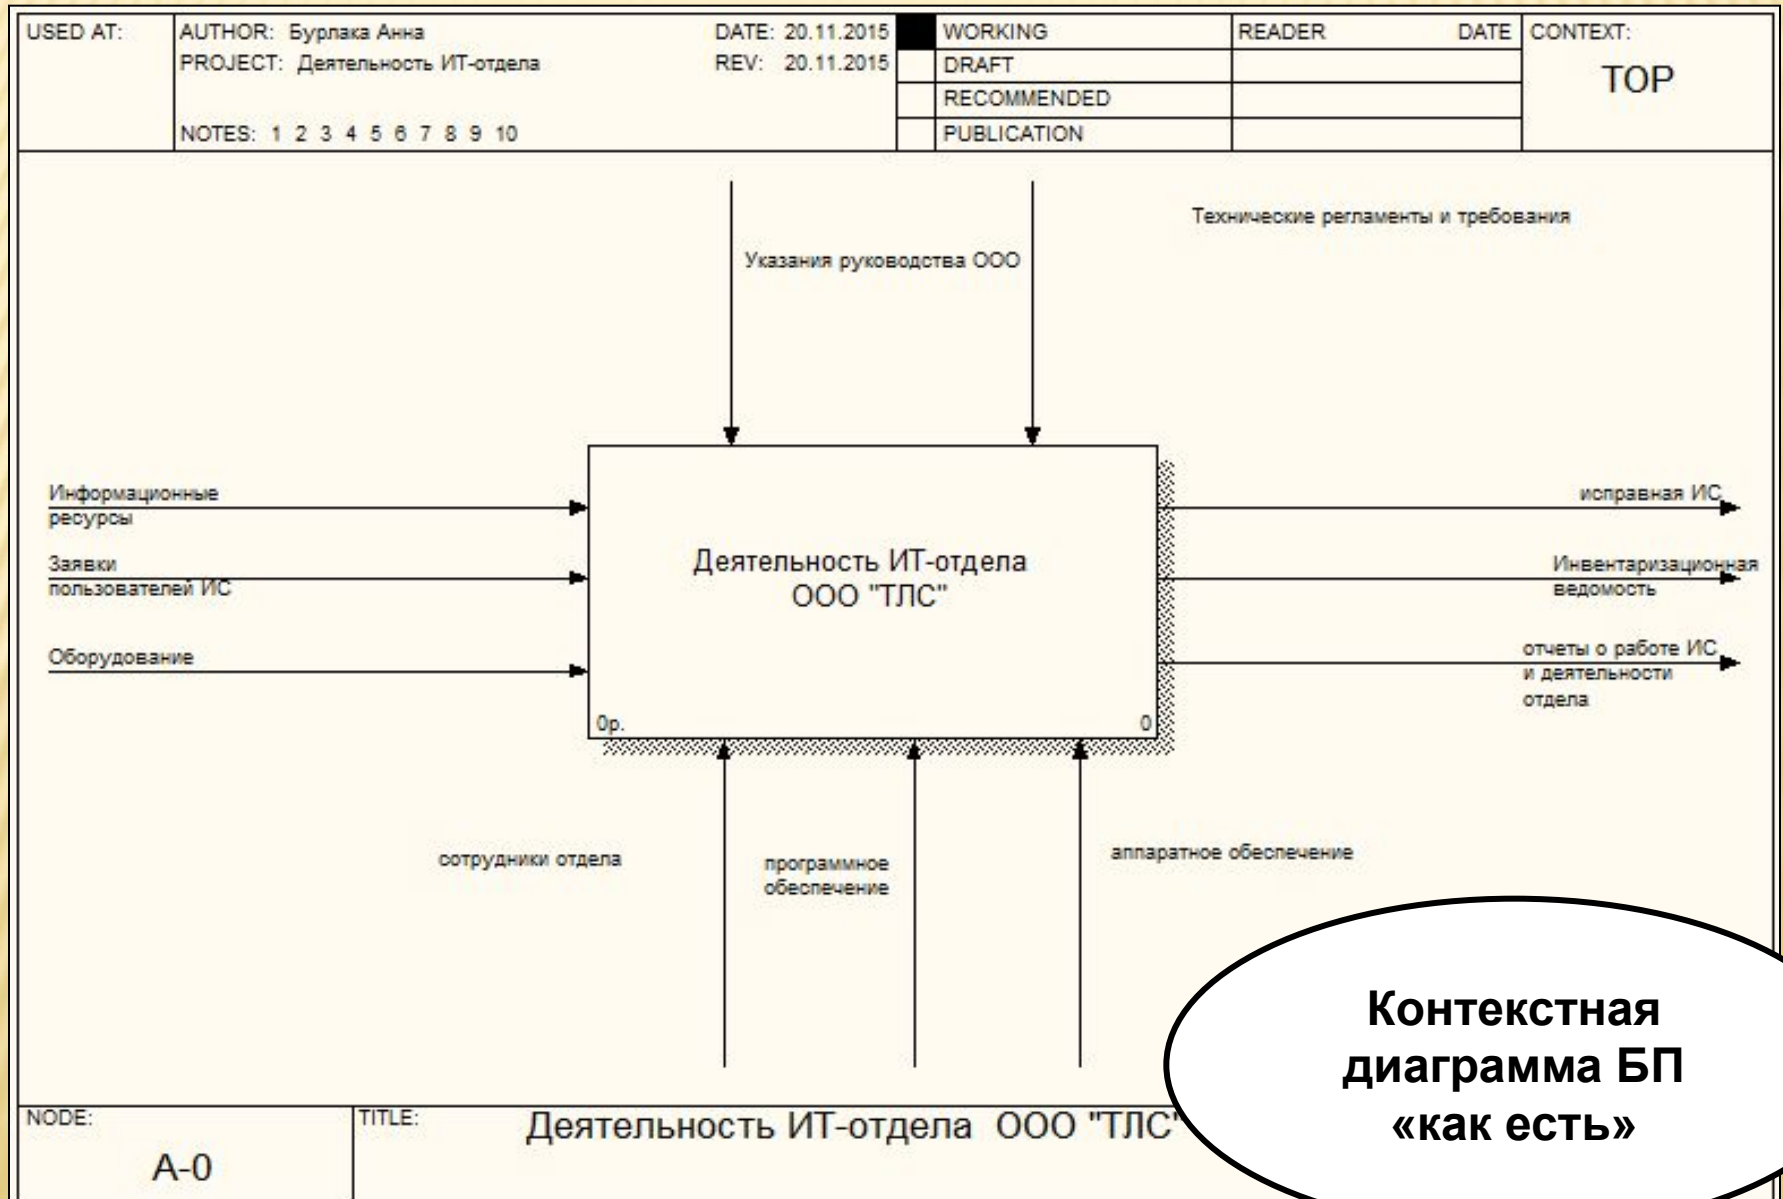 USED AT:
AUTHOR: Бурлака Анна
DATE: 20.11.2015
PROJECT: Деятельность ИТ-отдела
REV: 20.11.2015
NOTES: 1 2 3 4 5 6 7 8 9 10
WORKING
DRAFT
RECOMMENDED
PUBLICATION
READER DATE
CONTEXT:
TOP
Технические регламенты и требования
Указания руководства ООО
Информационные
ресурсы
Заявки
пользователей ИС
Оборудование
Деятельность ИТ-отдела
ООО "ТЛС"
0р. 0
исправная ИС
Инвентаризационная
ведомость
отчеты о работе ИС
и деятельности
отдела
сотрудники отдела
программное
обеспечение
аппаратное обеспечение
Контекстная
диаграмма БП
«как есть»
NODE:
A-0
TITLE:
Деятельность ИТ-отдела ООО "ТЛС"